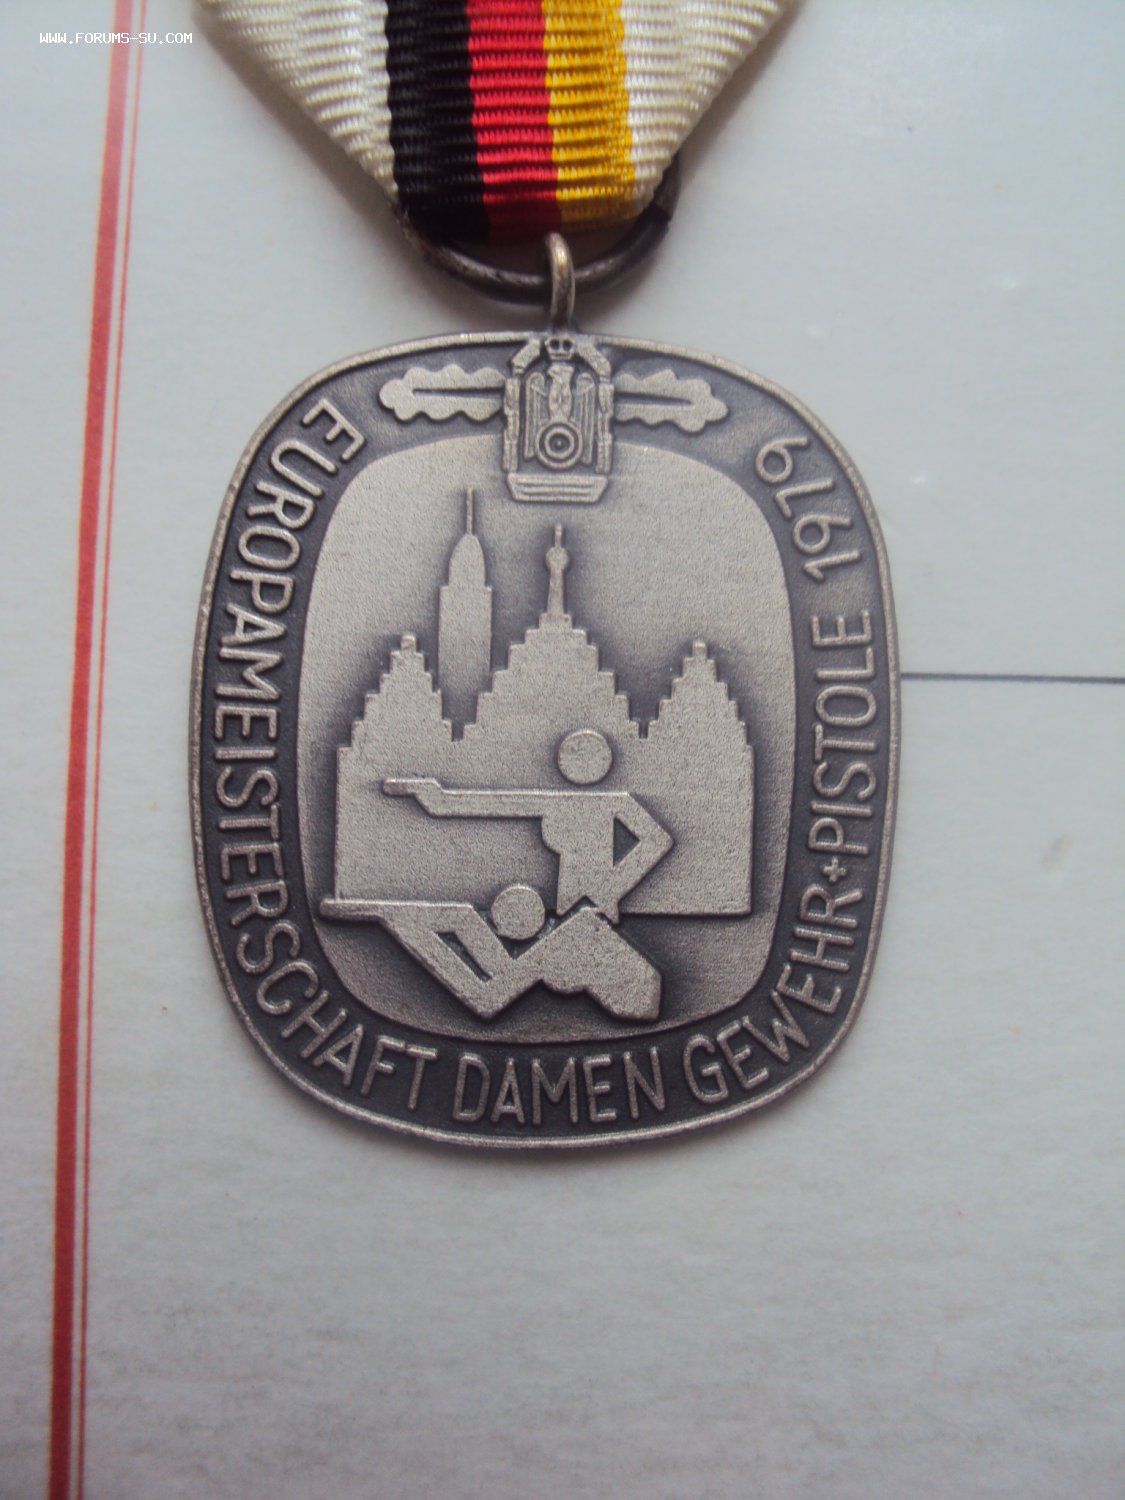 WWW.FORUMS-SU.COM
EUROPAMEISTERSCHAFT DAMEN GEWEHR+PISTOLE 1979